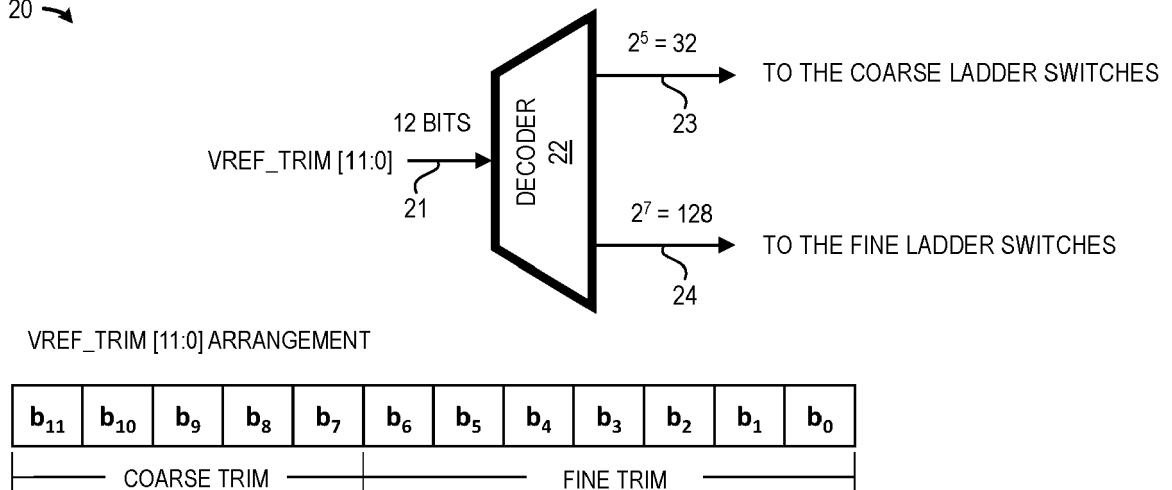 20
2⁵ = 32
TO THE COARSE LADDER SWITCHES
23
12 BITS
VREF_TRIM [11:0]
21
DECODER
22
2⁷ = 128
TO THE FINE LADDER SWITCHES
24
VREF_TRIM [11:0] ARRANGEMENT
b₁₁ b₁₀ b₉ b₈ b₇ b₆ b₅ b₄ b₃ b₂ b₁ b₀
COARSE TRIM FINE TRIM